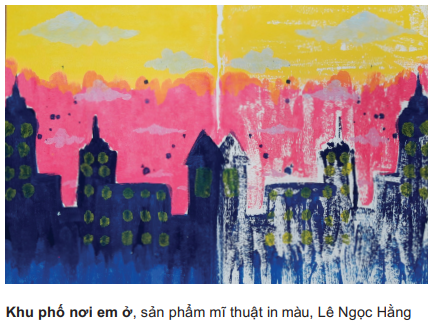 Khu phố nơi em ở, sản phẩm mĩ thuật in màu, Lê Ngọc Hằng